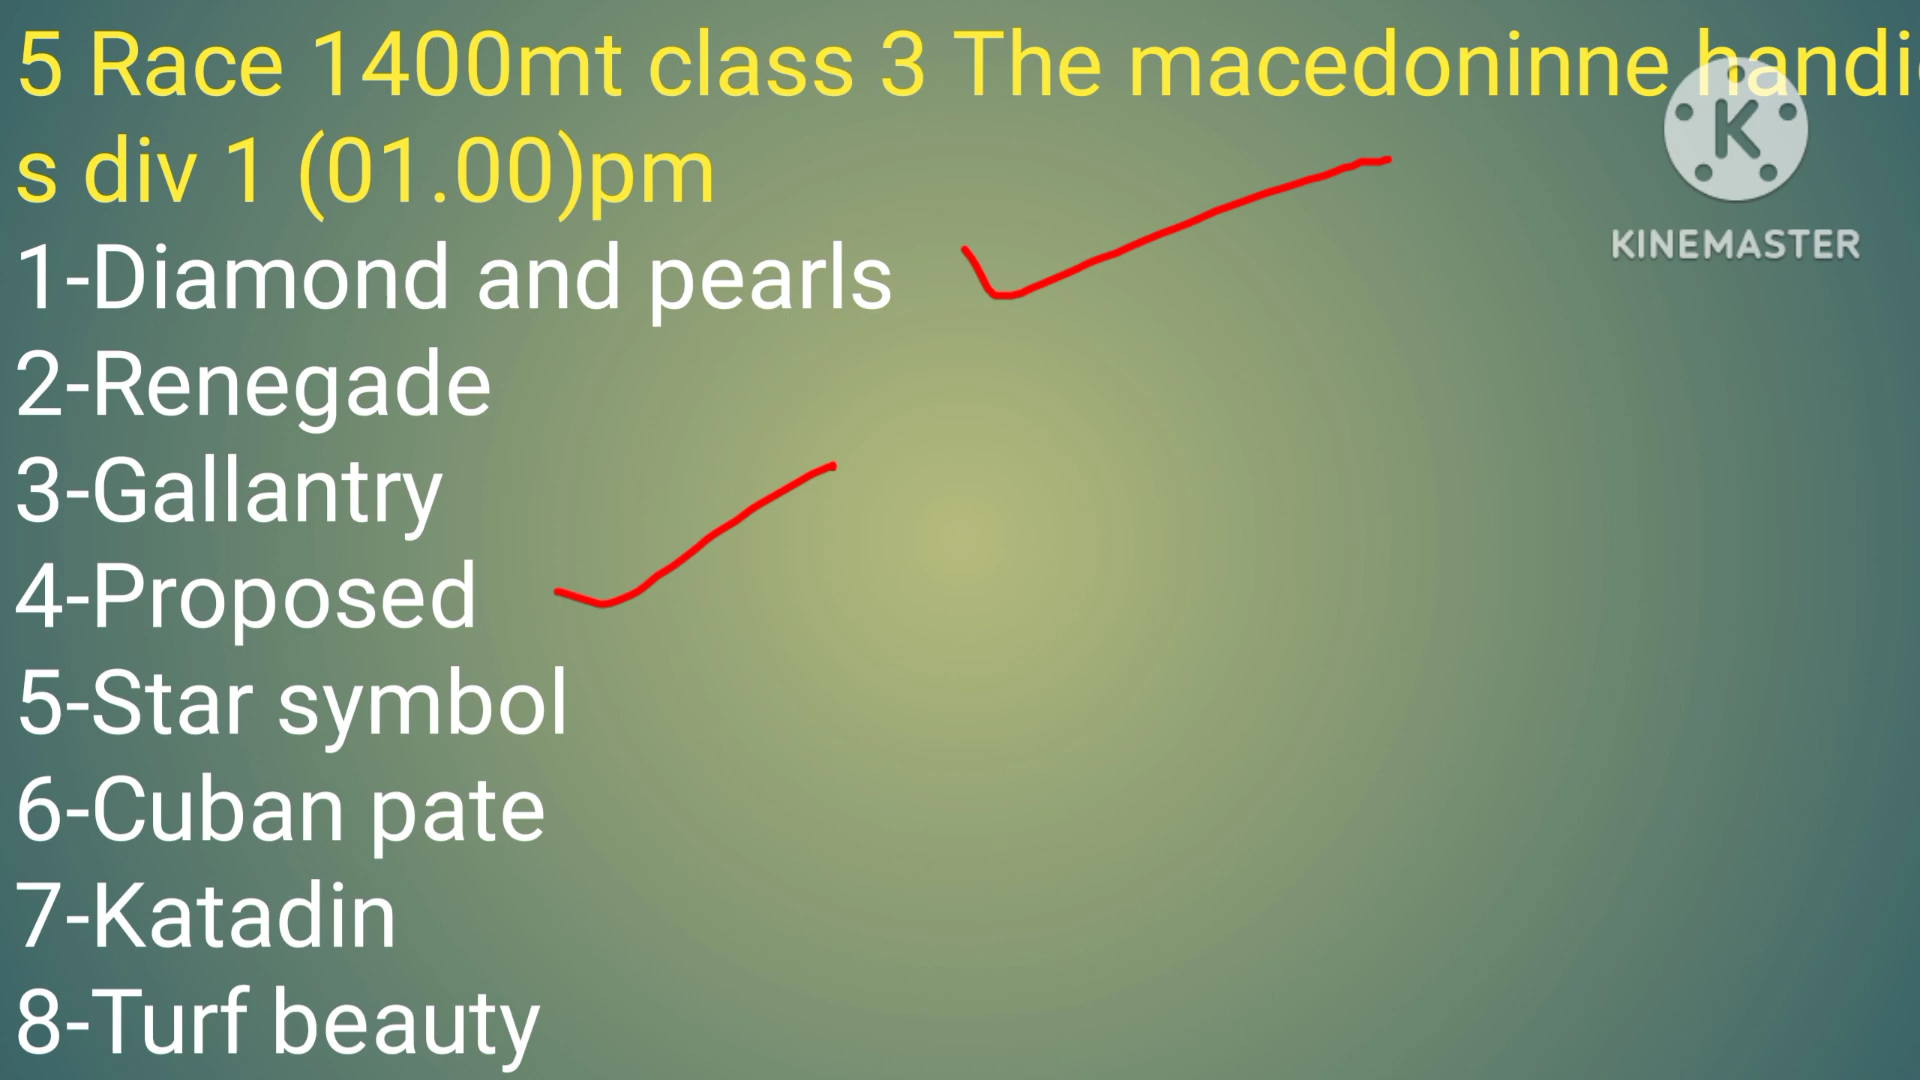 5 Race 1400mt class 3 The macedoninne handi
s div 1 (01.00)pm
1-Diamond and pearls
2-Renegade
3-Gallantry
4-Proposed
5-Star symbol
6-Cuban pate
7-Katadin
8-Turf beauty
K
KINEMASTER